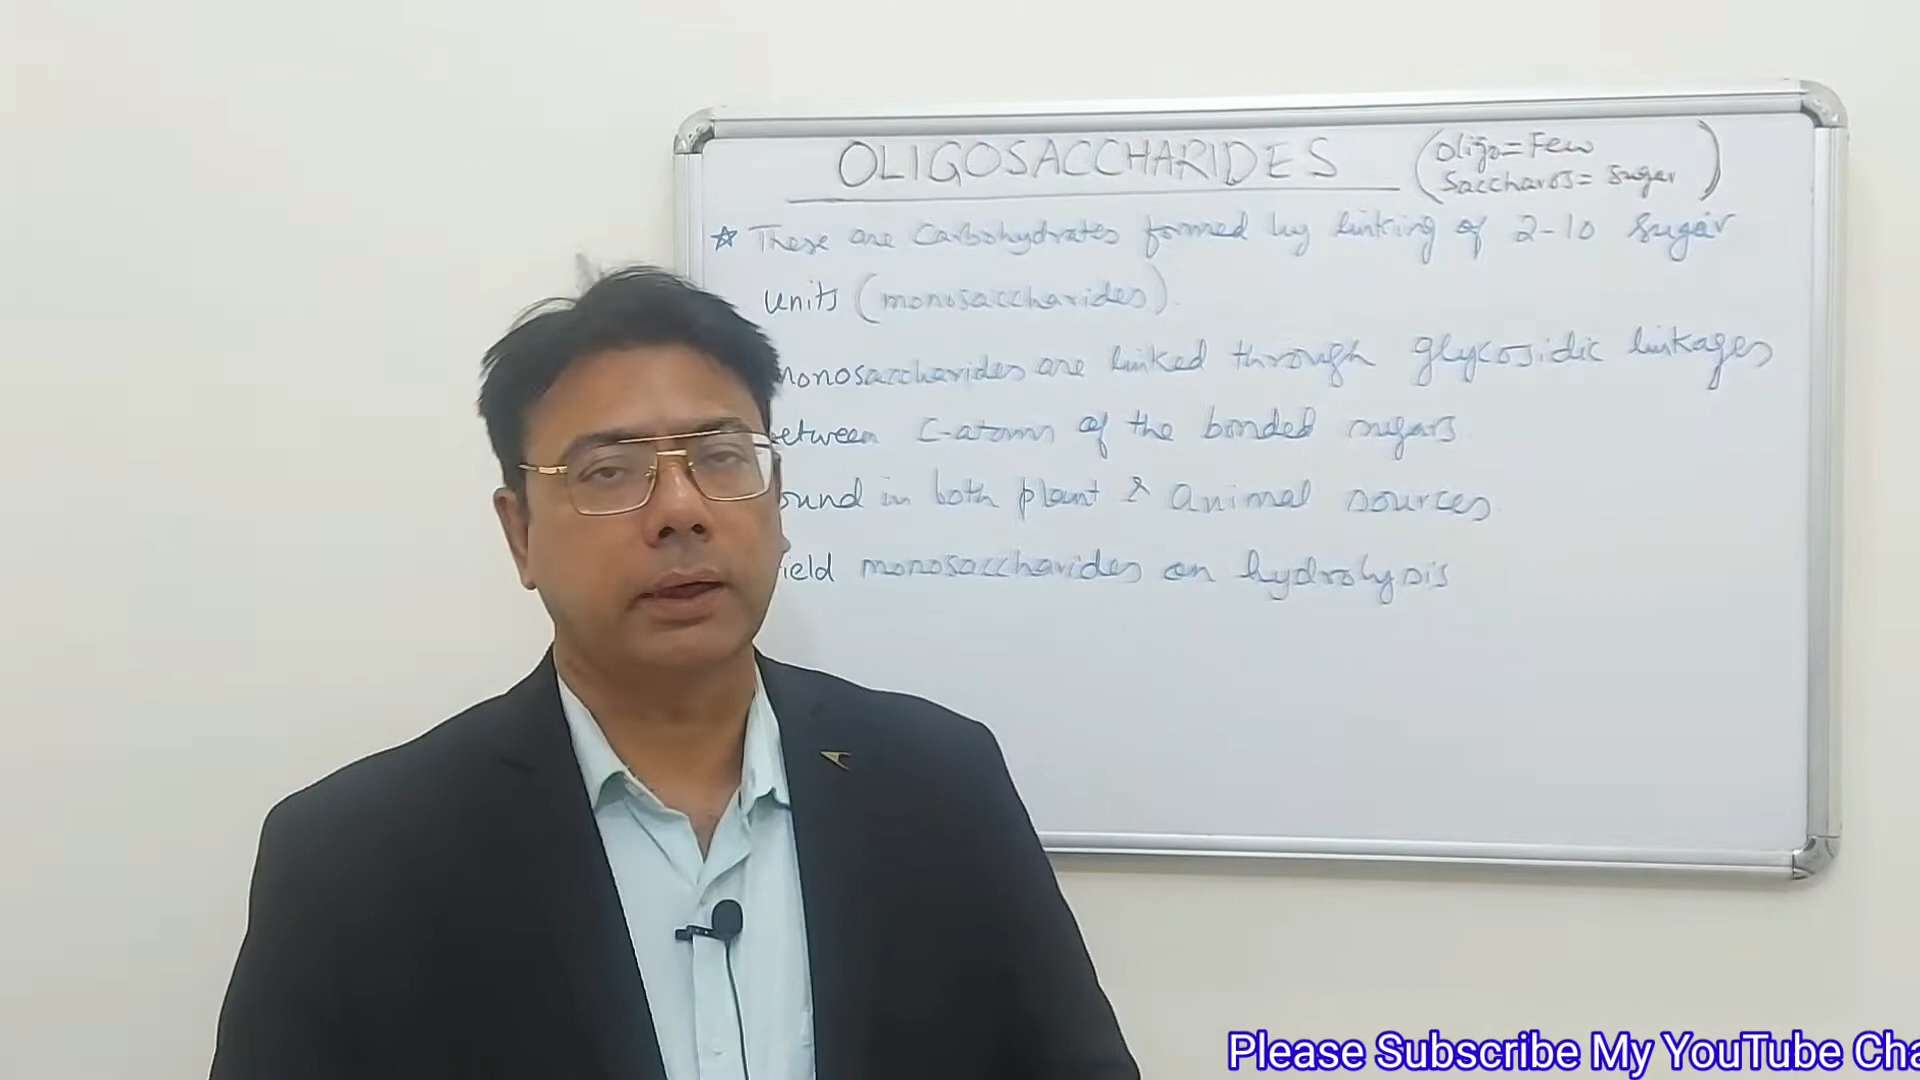 OLIGOSACCHARIDES
(Oligo=Few
Saccharos= sugar)
☆ These are Carbohydrates formed by linking of 2-10 Sugar
Units (monosaccharides).
monosaccharides are linked through glycosidic linkages
between C-atoms of the bonded sugars
ound in both plant & animal sources
ield monosaccharides on hydrolysis
Please Subscribe My YouTube Cha